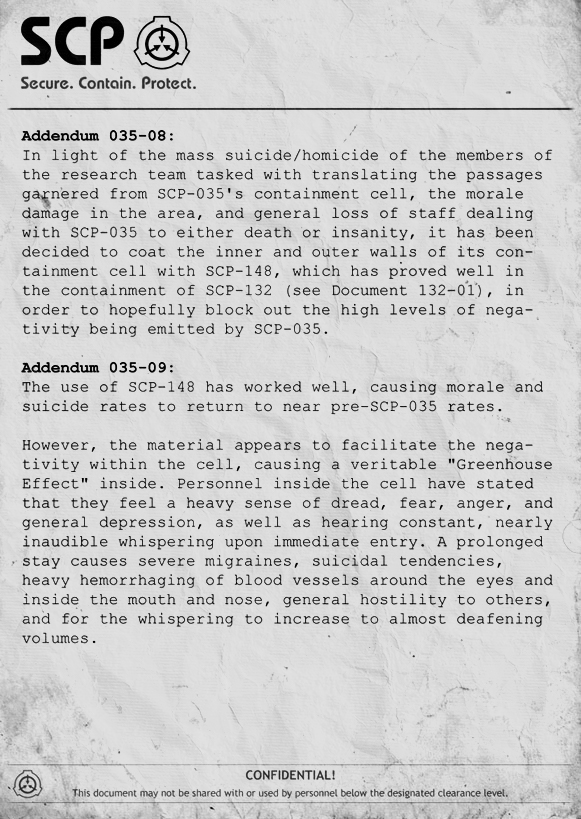 SCP
Secure. Contain. Protect.
Addendum 035-08:
In light of the mass suicide/homicide of the members of
the research team tasked with translating the passages
garnered from SCP-035's containment cell, the morale
damage in the area, and general loss of staff dealing
with SCP-035 to either death or insanity, it has been
decided to coat the inner and outer walls of its con-
tainment cell with SCP-148, which has proved well in
the containment of SCP-132 (see Document 132-01), in
order to hopefully block out the high levels of nega-
tivity being emitted by SCP-035.
Addendum 035-09:
The use of SCP-148 has worked well, causing morale and
suicide rates to return to near pre-SCP-035 rates.
However, the material appears to facilitate the nega-
tivity within the cell, causing a veritable "Greenhouse
Effect" inside. Personnel inside the cell have stated
that they feel a heavy sense of dread, fear, anger, and
general depression, as well as hearing constant, nearly
inaudible whispering upon immediate entry. A prolonged
stay causes severe migraines, suicidal tendencies,
heavy hemorrhaging of blood vessels around the eyes and
inside the mouth and nose, general hostility to others,
and for the whispering to increase to almost deafening
volumes.
CONFIDENTIAL!
This document may not be shared with or used by personnel below the designated clearance level.